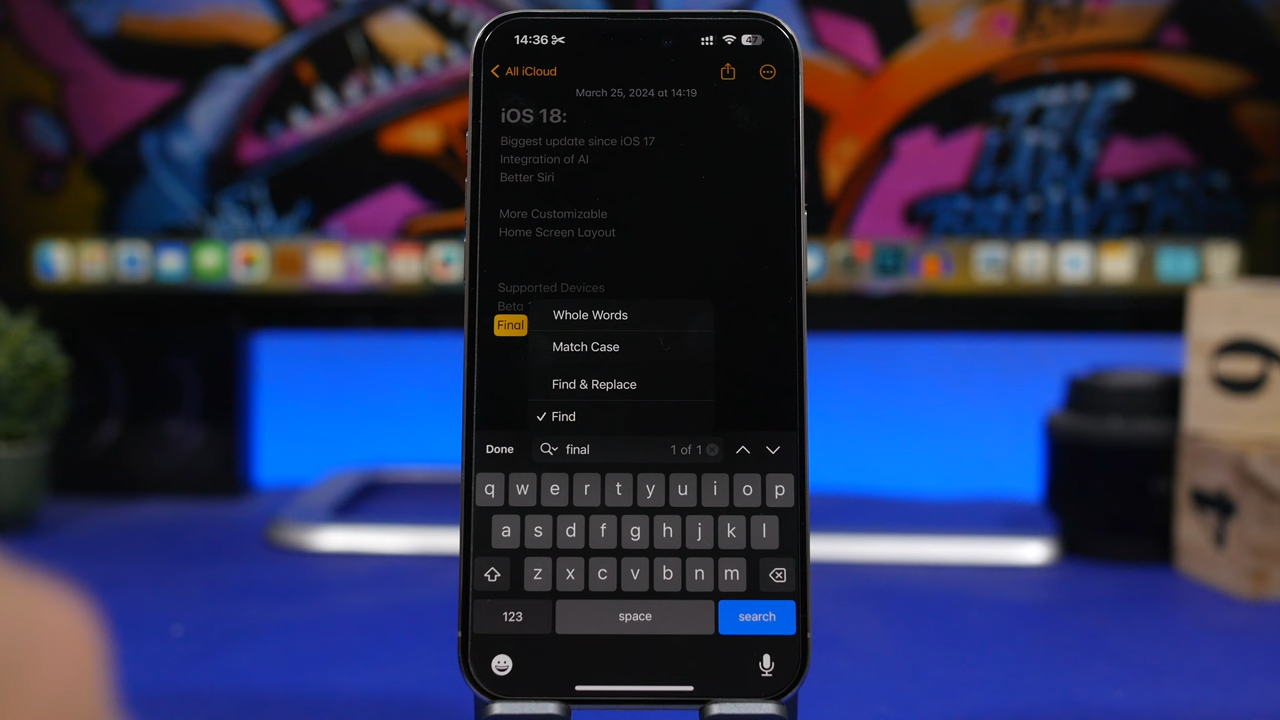 14:36
47
All iCloud
March 25, 2024 at 14:19
iOS 18:
Biggest update since iOS 17
Integration of AI
Better Siri
More Customizable
Home Screen Layout
Supported Devices
Beta
Final
Whole Words
Match Case
Find & Replace
Find
Done final 1 of 1
q w e r t y u i o p
a s d f g h j k l
z x c v b n m
123 space search